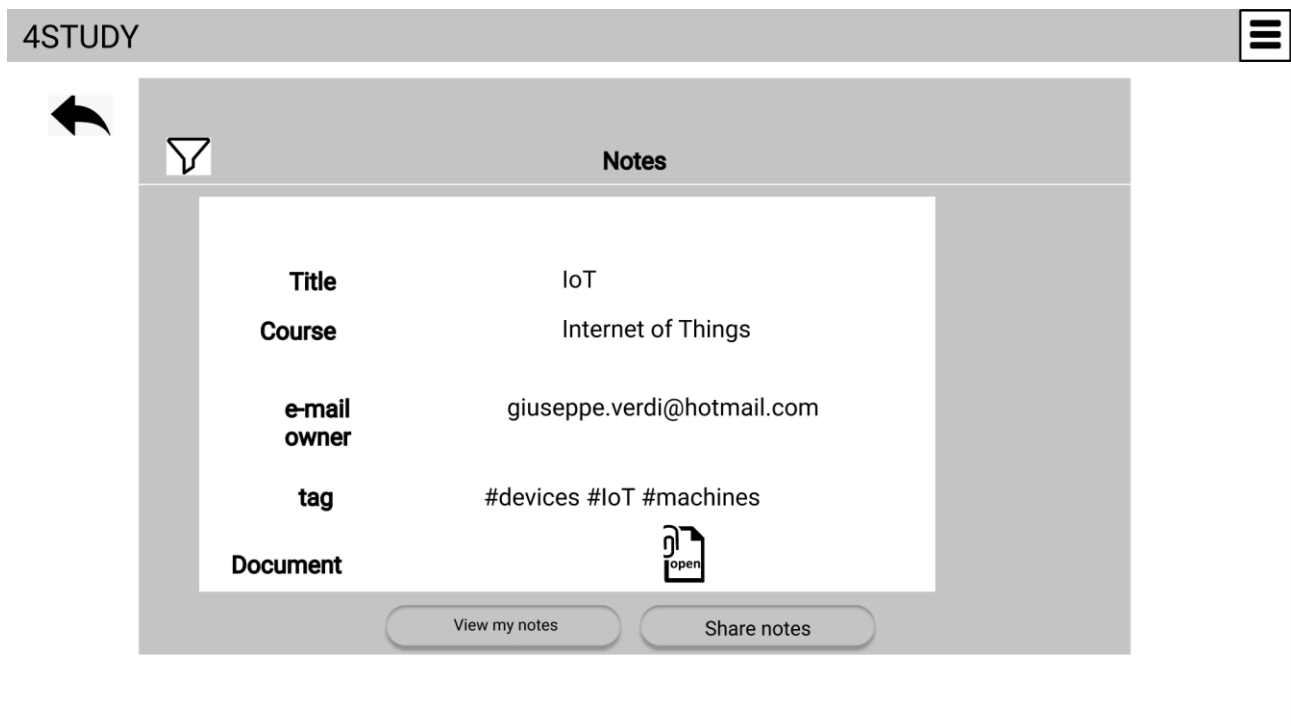 4STUDY
Notes
Title IoT
Course Internet of Things
e-mail owner giuseppe.verdi@hotmail.com
tag #devices #IoT #machines
Document open
View my notes Share notes